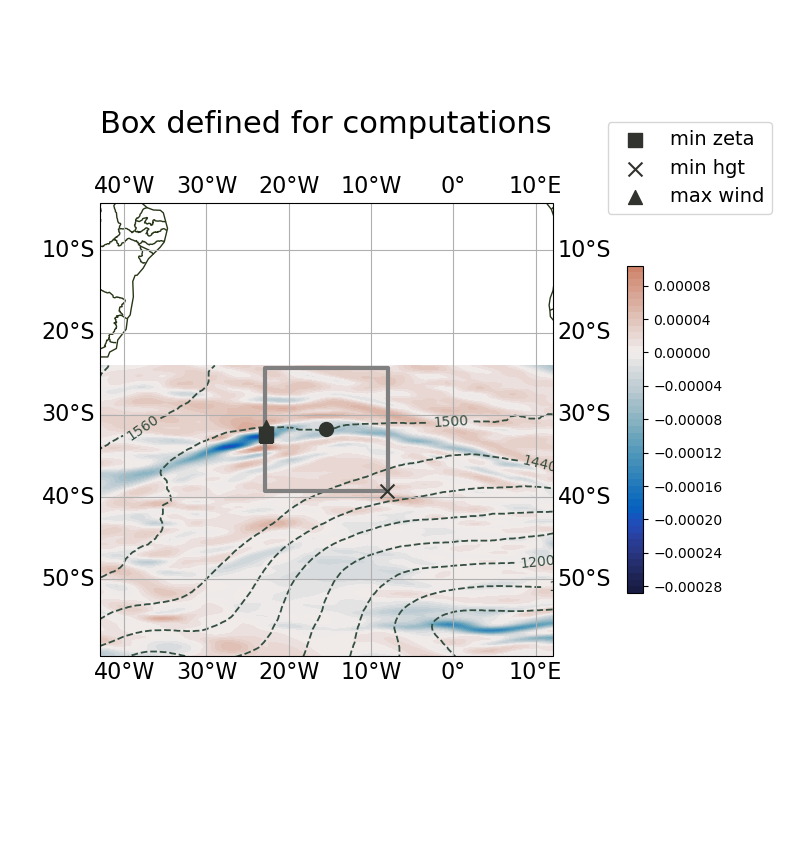 Box defined for computations
min zeta
min hgt
max wind
40°W 30°W 20°W 10°W 0° 10°E
10°S 10°S
20°S 20°S
30°S 30°S
40°S 40°S
50°S 50°S
1560
1500
1440
1200
40°W 30°W 20°W 10°W 0° 10°E
0.00008
0.00004
0.00000
−0.00004
−0.00008
−0.00012
−0.00016
−0.00020
−0.00024
−0.00028